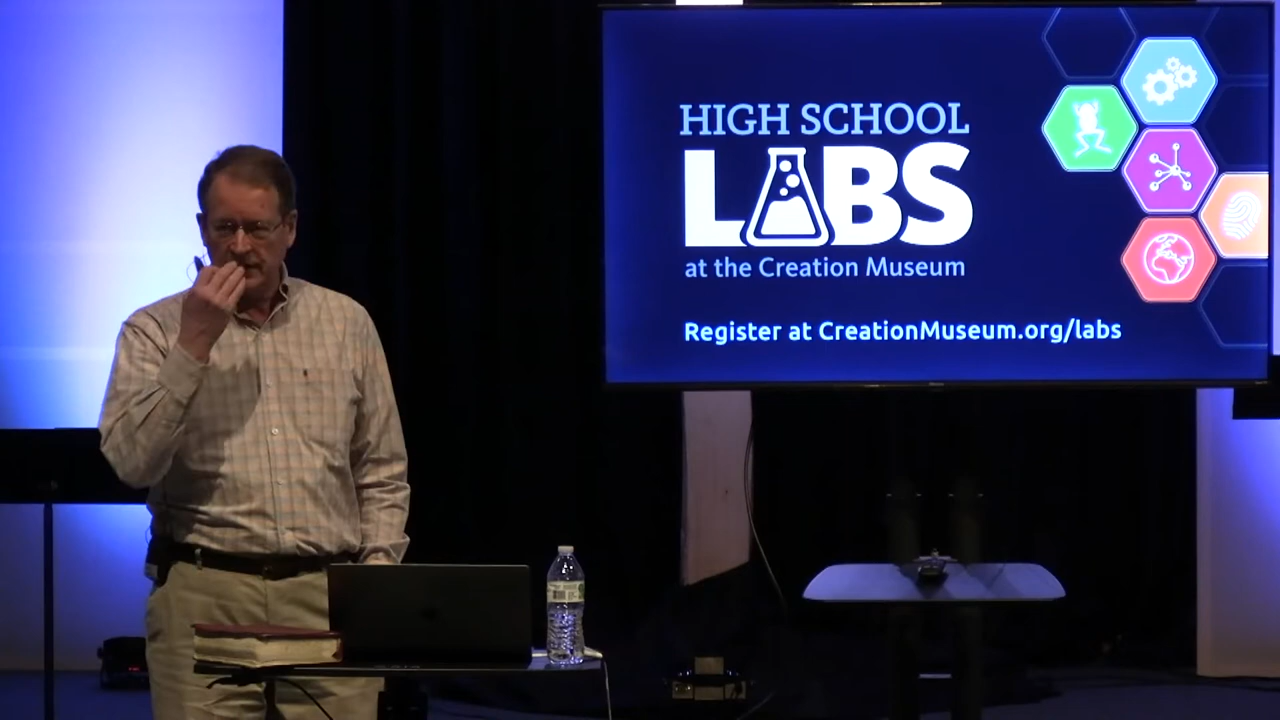 HIGH SCHOOL
LABS
at the Creation Museum
Register at CreationMuseum.org/labs